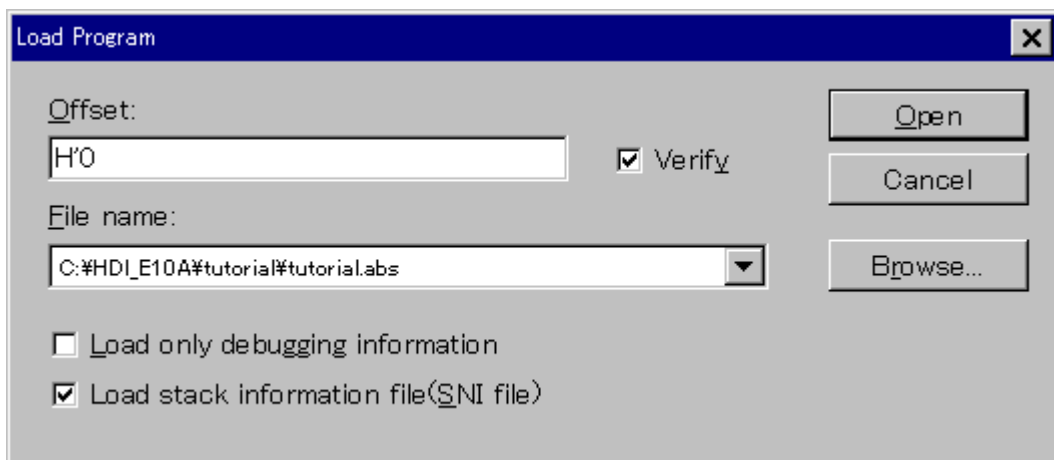 Load Program
Offset:
Open
H'0
Verify
Cancel
File name:
C:¥HDI_E10A¥tutorial¥tutorial.abs
Browse...
Load only debugging information
Load stack information file(SNI file)